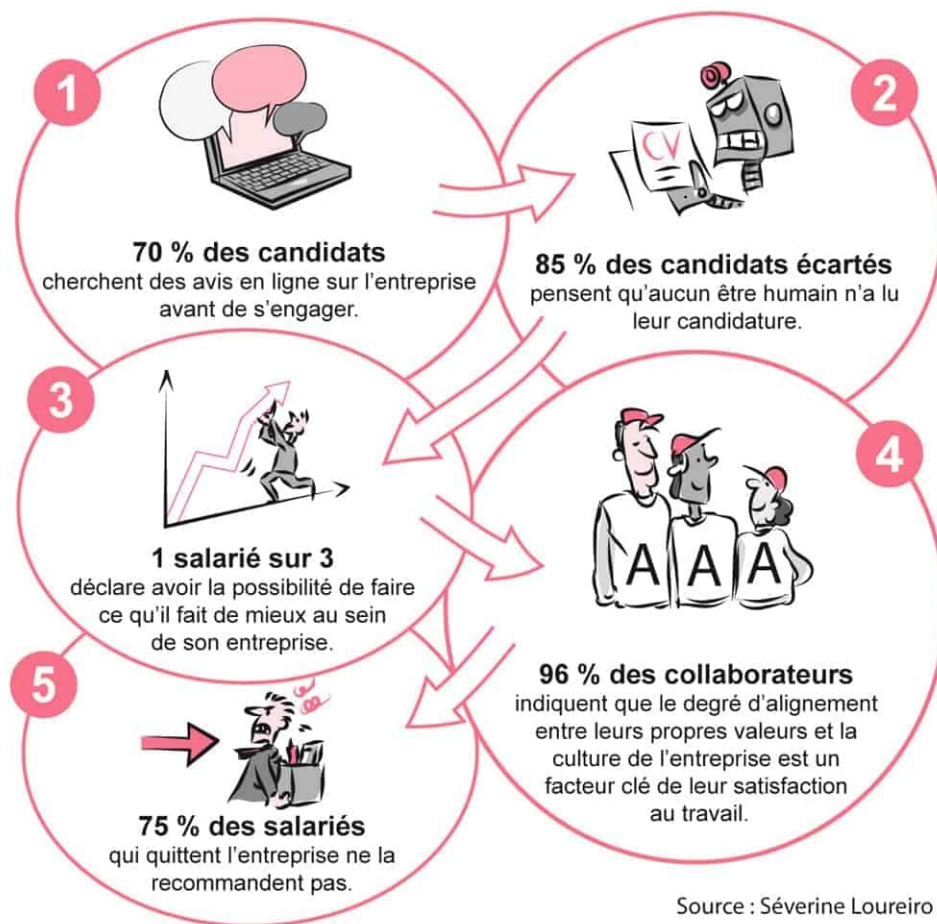 1
70 % des candidats
cherchent des avis en ligne sur l’entreprise
avant de s’engager.
2
CV
85 % des candidats écartés
pensent qu’aucun être humain n’a lu
leur candidature.
3
1 salarié sur 3
déclare avoir la possibilité de faire
ce qu’il fait de mieux au sein
de son entreprise.
4
A A A
96 % des collaborateurs
indiquent que le degré d’alignement
entre leurs propres valeurs et la
culture de l’entreprise est un
facteur clé de leur satisfaction
au travail.
5
75 % des salariés
qui quittent l’entreprise ne la
recommandent pas.
Source : Séverine Loureiro